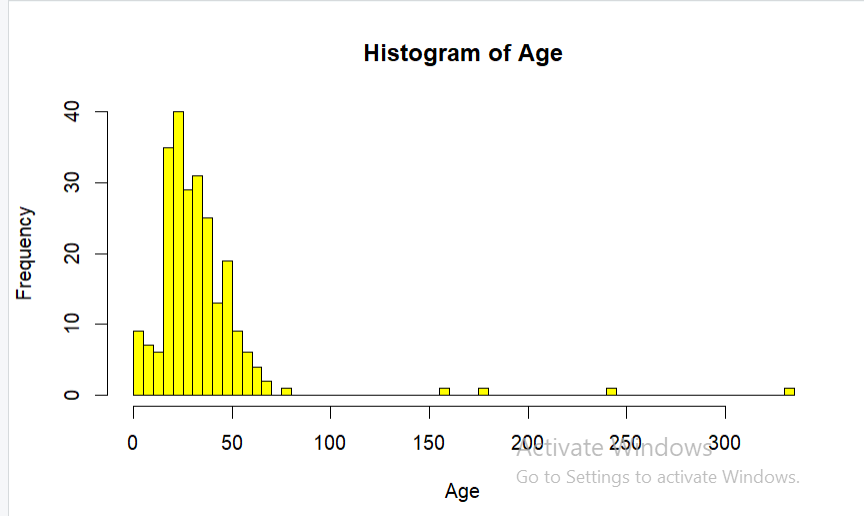 Histogram of Age
Frequency
40
30
20
10
0
0 50 100 150 200 250 300
Age
Activate Windows
Go to Settings to activate Windows.